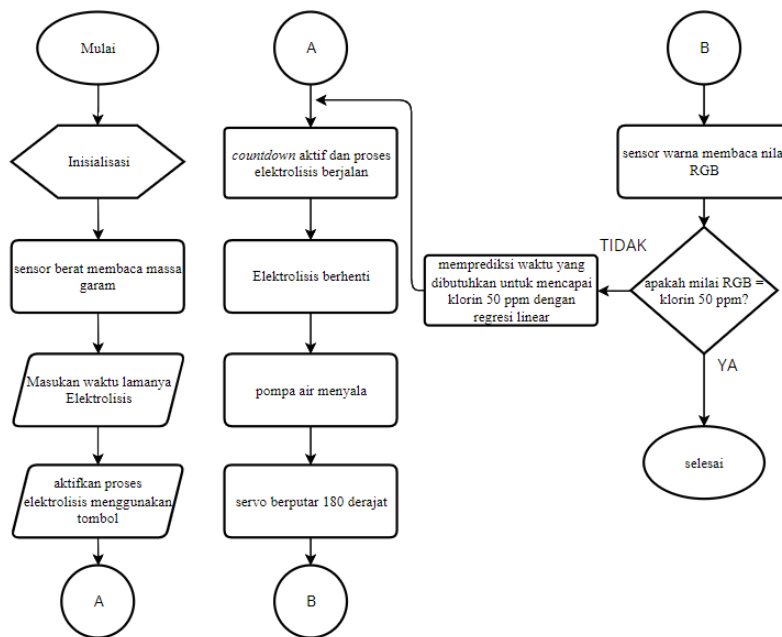 Mulai
Inisialisasi
sensor berat membaca massa
garam
Masukan waktu lamanya
Elektrolisis
aktifkan proses
elektrolisis menggunakan
tombol
A
A
countdown aktif dan proses
elektrolisis berjalan
Elektrolisis berhenti
pompa air menyala
servo berputar 180 derajat
B
B
sensor warna membaca nila
RGB
apakah milai RGB =
klorin 50 ppm?
TIDAK
memprediksi waktu yang
dibutuhkan untuk mencapai
klorin 50 ppm dengan
regresi linear
YA
selesai